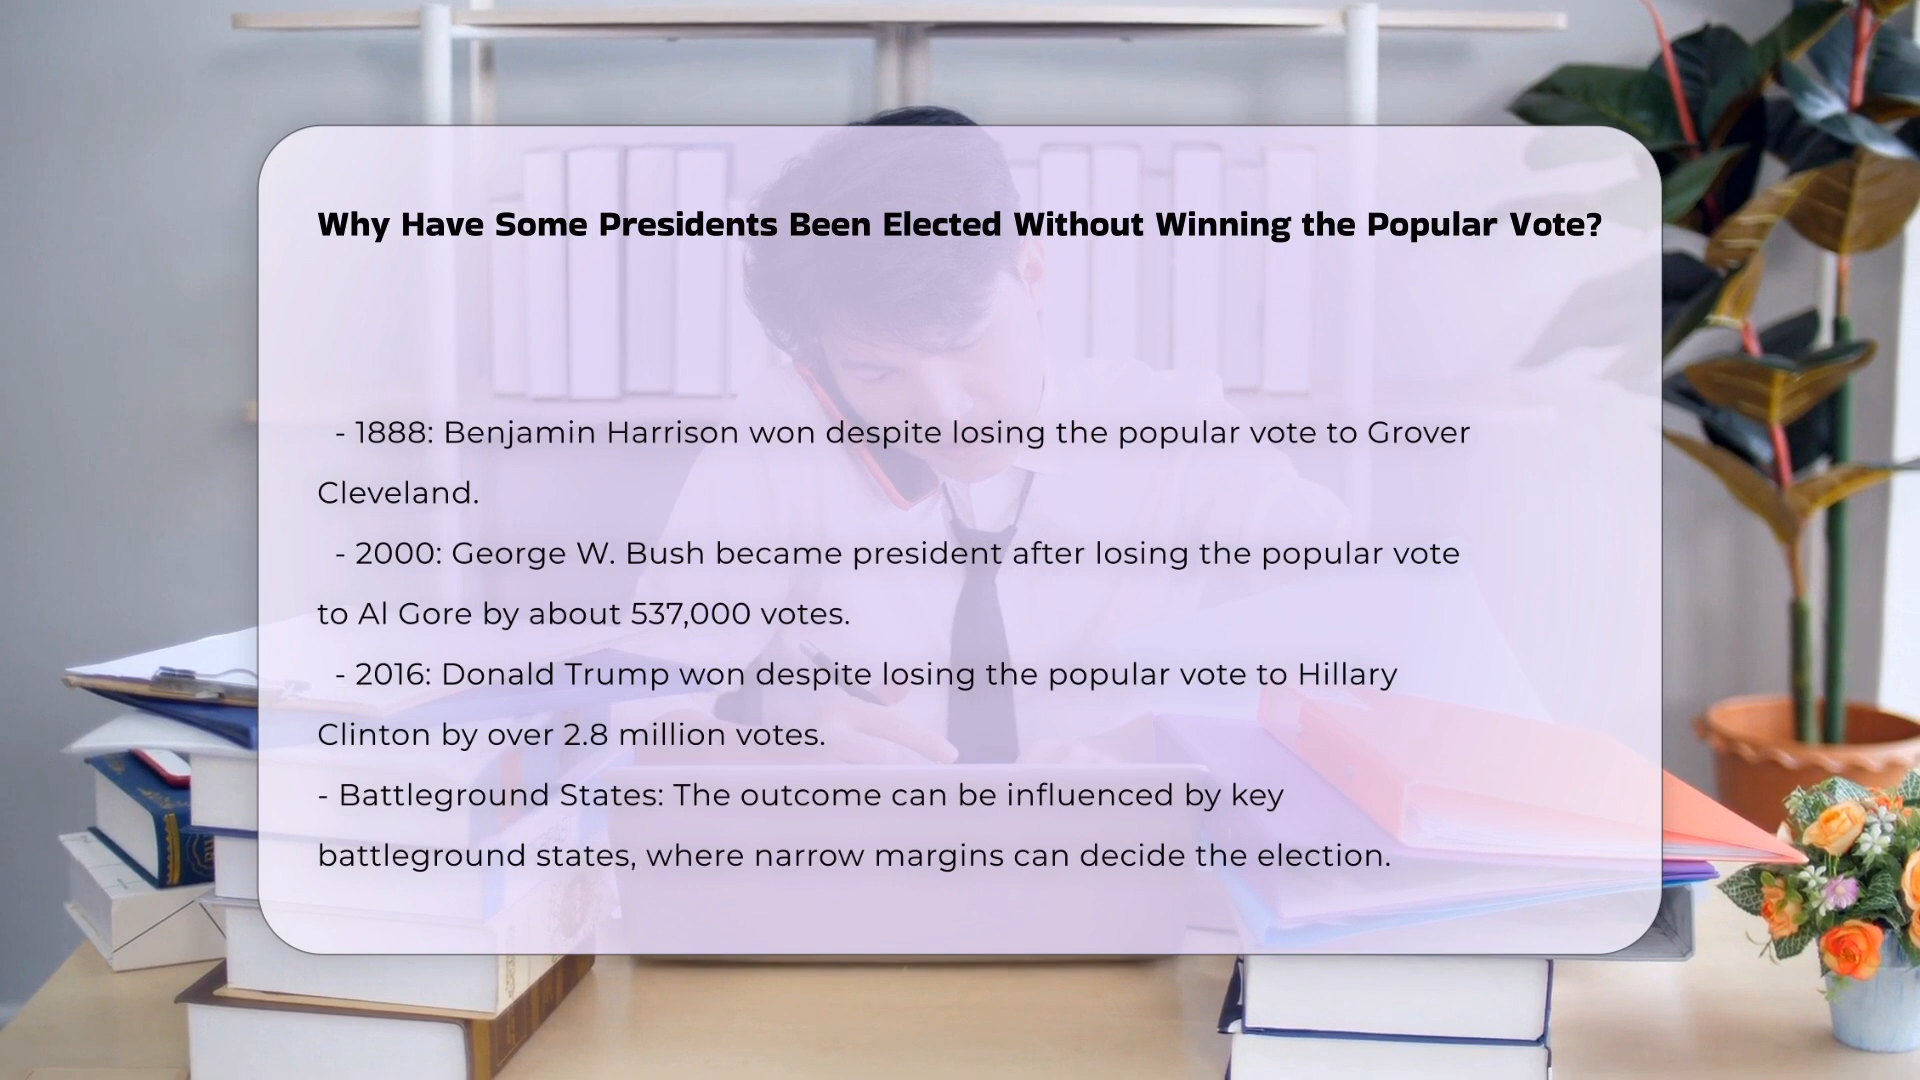 Why Have Some Presidents Been Elected Without Winning the Popular Vote?
- 1888: Benjamin Harrison won despite losing the popular vote to Grover
Cleveland.
- 2000: George W. Bush became president after losing the popular vote
to Al Gore by about 537,000 votes.
- 2016: Donald Trump won despite losing the popular vote to Hillary
Clinton by over 2.8 million votes.
- Battleground States: The outcome can be influenced by key
battleground states, where narrow margins can decide the election.